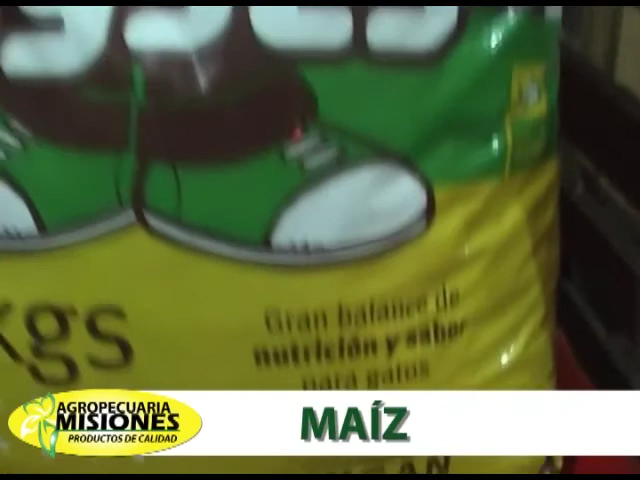 Kgs
Gran balance de
nutrición y sabor
para gatos
AGROPECUARIA
MISIONES
PRODUCTOS DE CALIDAD
MAÍZ